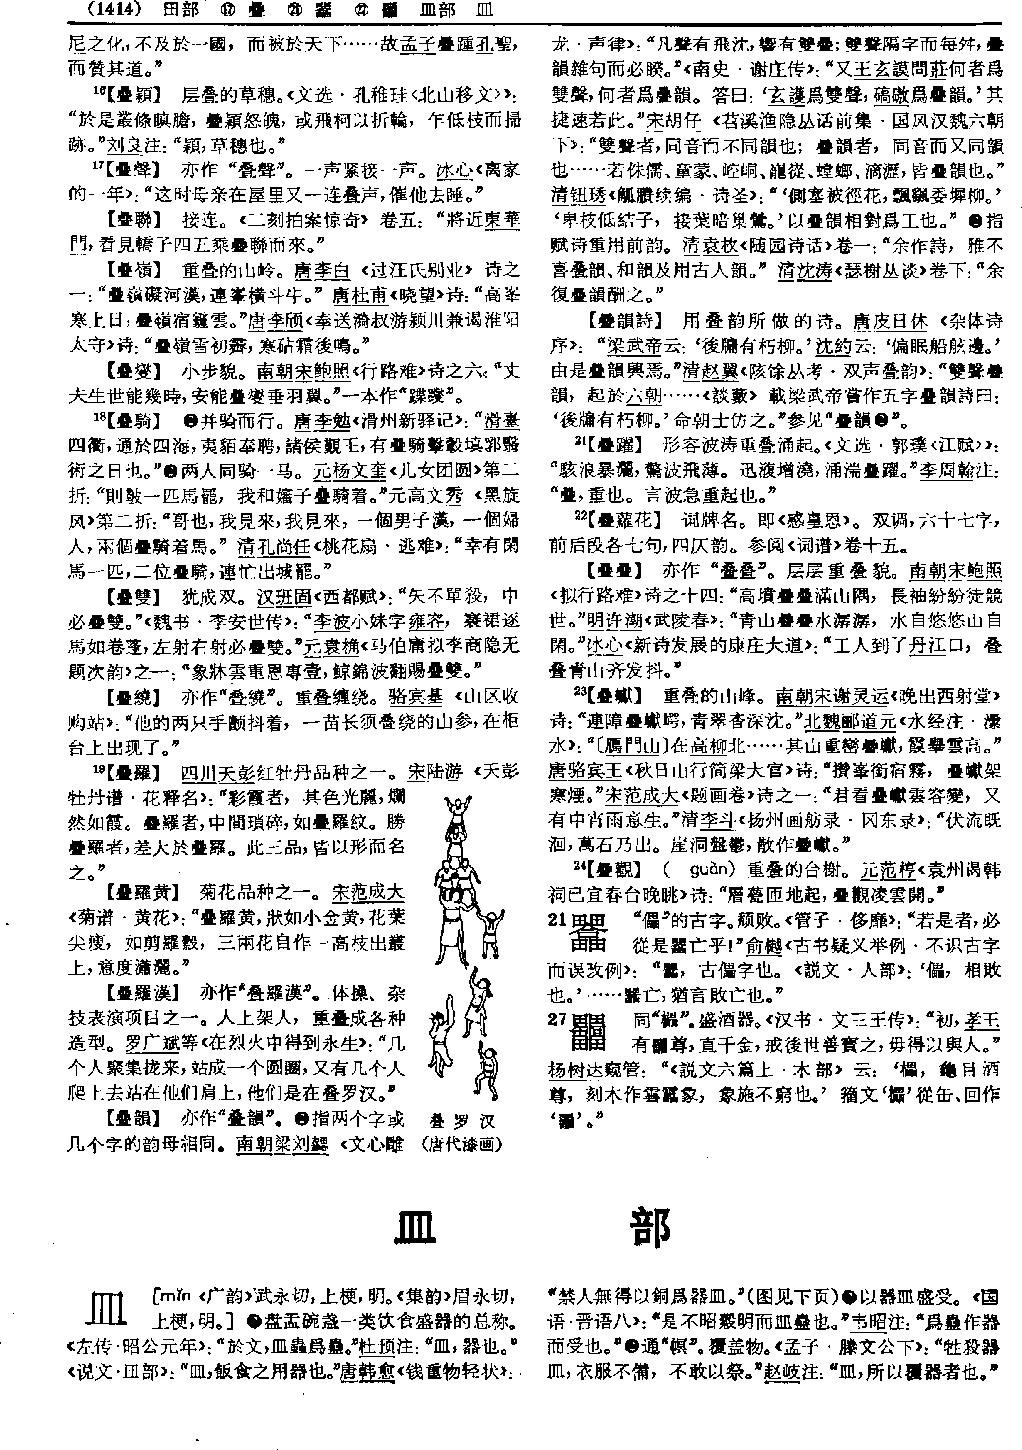 (1414) 田部 ⑰ 疊 皿部 皿
尼之化,不及於一國，而被於天下……故孟子疊踵孔聖，
而贊其道。”
¹⁶【疊穎】 层叠的草穗。《文选·孔稚珪〈北山移文〉》：
“於是叢條瞋膽，疊穎怒魄，或飛柯以折輪，乍低枝而掃
跡。”刘良注：“穎，草穗也。”
¹⁷【疊聲】 亦作“叠聲”。一声紧接一声。冰心《离家
的一年》：“这时母亲在屋里又一连叠声，催他去睡。”
【疊聯】 接连。《二刻拍案惊奇》卷五：“將近東華
門，看見轎子四五乘疊聯而來。”
【疊嶺】 重叠的山岭。唐李白《过汪氏别业》诗之
一：“疊嶺礙河漢，連峯橫斗牛。”唐杜甫《晓望》诗：“高峯
寒上日，疊嶺宿霾雲。”唐李颀《奉送漪叔游颍川兼谒淮阳
太守》诗：“疊嶺雪初霽，寒砧霜後鳴。”
【疊燮】 小步貌。南朝宋鲍照《行路难》诗之六：“丈
夫生世能幾時，安能疊燮垂羽翼。”一本作“蹀躞”。
¹⁸【疊騎】 ❶并骑而行。唐李勉《滑州新驿记》：“滑臺
四衢，通於四海，夷貊奔聘，諸侯覲王，有疊騎擊轂填郛翳
術之日也。”❷两人同骑一马。元杨文奎《儿女团圆》第二
折：“則被一匹馬罷，我和嬸子疊騎着。”元高文秀《黑旋
风》第二折：“哥也，我見來，我見來，一個男子漢，一個婦
人，兩個疊騎着馬。”清孔尚任《桃花扇·逃难》：“幸有閑
馬一匹，二位疊騎，連忙出城罷。”
【疊雙】 犹成双。汉班固《西都赋》：“矢不單殺，中
必疊雙。”《魏书·李安世传》：“李波小妹字雍容，褰裙逐
馬如卷蓬，左射右射必疊雙。”元袁桷《马伯庸拟李商隐无
题次韵》之一：“象牀雲重恩專壹，鯨錦波翻賜疊雙。”
【疊繞】 亦作“叠繞”。重叠缠绕。骆宾基《山区收
购站》：“他的两只手颤抖着，一苗长须叠绕的山参，在柜
台上出现了。”
¹⁹【疊羅】 四川天彭红牡丹品种之一。宋陆游《天彭
牡丹谱·花释名》：“彩霞者，其色光麗，爛
然如霞。疊羅者，中間瑣碎，如疊羅紋。勝
疊羅者，差大於疊羅。此三品，皆以形而名
之。”
【疊羅黄】 菊花品种之一。宋范成大
《菊谱·黄花》：“疊羅黄，狀如小金黄，花葉
尖瘦，如剪羅縠，三兩花自作一高枝出叢
上，意度瀟灑。”
【疊羅漢】 亦作“叠羅漢”。体操、杂
技表演项目之一。人上架人，重叠成各种
造型。罗广斌等《在烈火中得到永生》：“几
个人聚集拢来，站成一个圆圈，又有几个人
爬上去站在他们肩上，他们是在叠罗汉。”
【疊韻】 亦作“叠韻”。❶指两个字或
几个字的韵母相同。南朝梁刘勰《文心雕
叠罗汉
（唐代漆画）
龙·声律》：“凡聲有飛沈，響有雙疊；雙聲隔字而每舛，疊
韻雜句而必睽。”《南史·谢庄传》：“又王玄謨問莊何者爲
雙聲，何者爲疊韻。答曰：‘玄護爲雙聲，碻磝爲疊韻。’其
捷速若此。”宋胡仔《苕溪渔隐丛话前集·国风汉魏六朝
下》：“雙聲者，同音而不同韻也；疊韻者，同音而又同韻
也……若侏儒、童蒙、崆峒、巃嵸、螳螂、滴瀝，皆疊韻也。”
清钮琇《觚賸续编·诗圣》：“‘側塞被徑花，飄颻委墀柳。’
‘卑枝低結子，接葉暗巢鶯。’以疊韻相對爲工也。”❷指
赋诗重用前韵。清袁枚《随园诗话》卷一：“余作詩，雅不
喜疊韻、和韻及用古人韻。”清沈涛《瑟榭丛谈》卷下：“余
復疊韻酬之。”
【疊韻詩】 用叠韵所做的诗。唐皮日休《杂体诗
序》：“梁武帝云：‘後牖有朽柳。’沈約云：‘偏眠船舷邊。’
由是疊韻興焉。”清赵翼《陔馀丛考·双声叠韵》：“雙聲疊
韻，起於六朝……《談藪》載梁武帝嘗作五字疊韻詩曰：
‘後牖有朽柳。’命朝士仿之。”参见“疊韻❶”。
²¹【疊躍】 形容波涛重叠涌起。《文选·郭璞〈江赋〉》：
“駭浪暴灑，驚波飛薄。迅澓增澆，涌湍疊躍。”李周翰注：
“疊，重也。言波急重起也。”
²²【疊蘿花】 词牌名。即《感皇恩》。双调，六十七字，
前后段各七句，四仄韵。参阅《词谱》卷十五。
【疊疊】 亦作“叠叠”。层层重叠貌。南朝宋鲍照
《拟行路难》诗之十四：“高墳疊疊滿山隅，長袖紛紛徒競
世。”明许潮《武陵春》：“青山疊疊水潺潺，水自悠悠山自
閑。”冰心《新诗发展的康庄大道》：“工人到了丹江口，叠
叠青山齐发抖。”
²³【疊巘】 重叠的山峰。南朝宋谢灵运《晚出西射堂》
诗：“連障疊巘崿，青翠杳深沈。”北魏郦道元《水经注·㶟
水》：“〔鴈門山〕在高柳北……其山重巒疊巘，霞舉雲高。”
唐骆宾王《秋日山行简梁大官》诗：“攢峯銜宿霧，疊巘架
寒煙。”宋范成大《题画卷》诗之一：“君看疊巘雲容變，又
有中宵雨意生。”清李斗《扬州画舫录·冈东录》：“伏流既
洄，萬石乃出。崖洞盤鬱，散作疊巘。”
²⁴【疊觀】 （ guàn）重叠的台榭。元范梈《袁州谒韩
祠已宜春台晚眺》诗：“層甍匝地起，疊觀凌雲開。”
21 “儡”的古字。颓败。《管子·侈靡》：“若是者，必
從是䨻亡乎！”俞樾《古书疑义举例·不识古字
而误改例》：“䨻，古儡字也。《說文·人部》：‘儡，相敗
也。’……䨻亡，猶言敗亡也。”
27 同“櫑”。盛酒器。《汉书·文三王传》：“初，孝王
有尊，直千金，戒後世善寶之，毋得以與人。”
杨树达窥管：“《說文六篇上·木部》云：‘櫑，龜目酒
尊，刻木作雲靁象，象施不窮也。’籀文‘櫑’從缶、回作
‘’。”
皿 部
皿 [mǐn《广韵》武永切，上梗，明。《集韵》眉永切，
上梗，明。] ❶盘盂碗盏一类饮食盛器的总称。
《左传·昭公元年》：“於文，皿蟲爲蠱。”杜预注：“皿，器也。”
《说文·皿部》：“皿，飯食之用器也。”唐韩愈《钱重物轻状》：
“禁人無得以銅爲器皿。”（图见下页）❷以器皿盛受。《国
语·晋语八》：“是不昭穀明而皿蠱也。”韦昭注：“爲蠱作器
而受也。”❸通“幎”。覆盖物。《孟子·滕文公下》：“牲殺器
皿，衣服不備，不敢以祭。”赵岐注：“皿，所以覆器者也。”